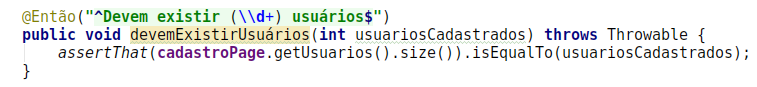 @Então("^Devem existir (\\d+) usuários$")
public void devemExistirUsuários(int usuariosCadastrados) throws Throwable {
    assertThat(cadastroPage.getUsuarios().size()).isEqualTo(usuariosCadastrados);
}